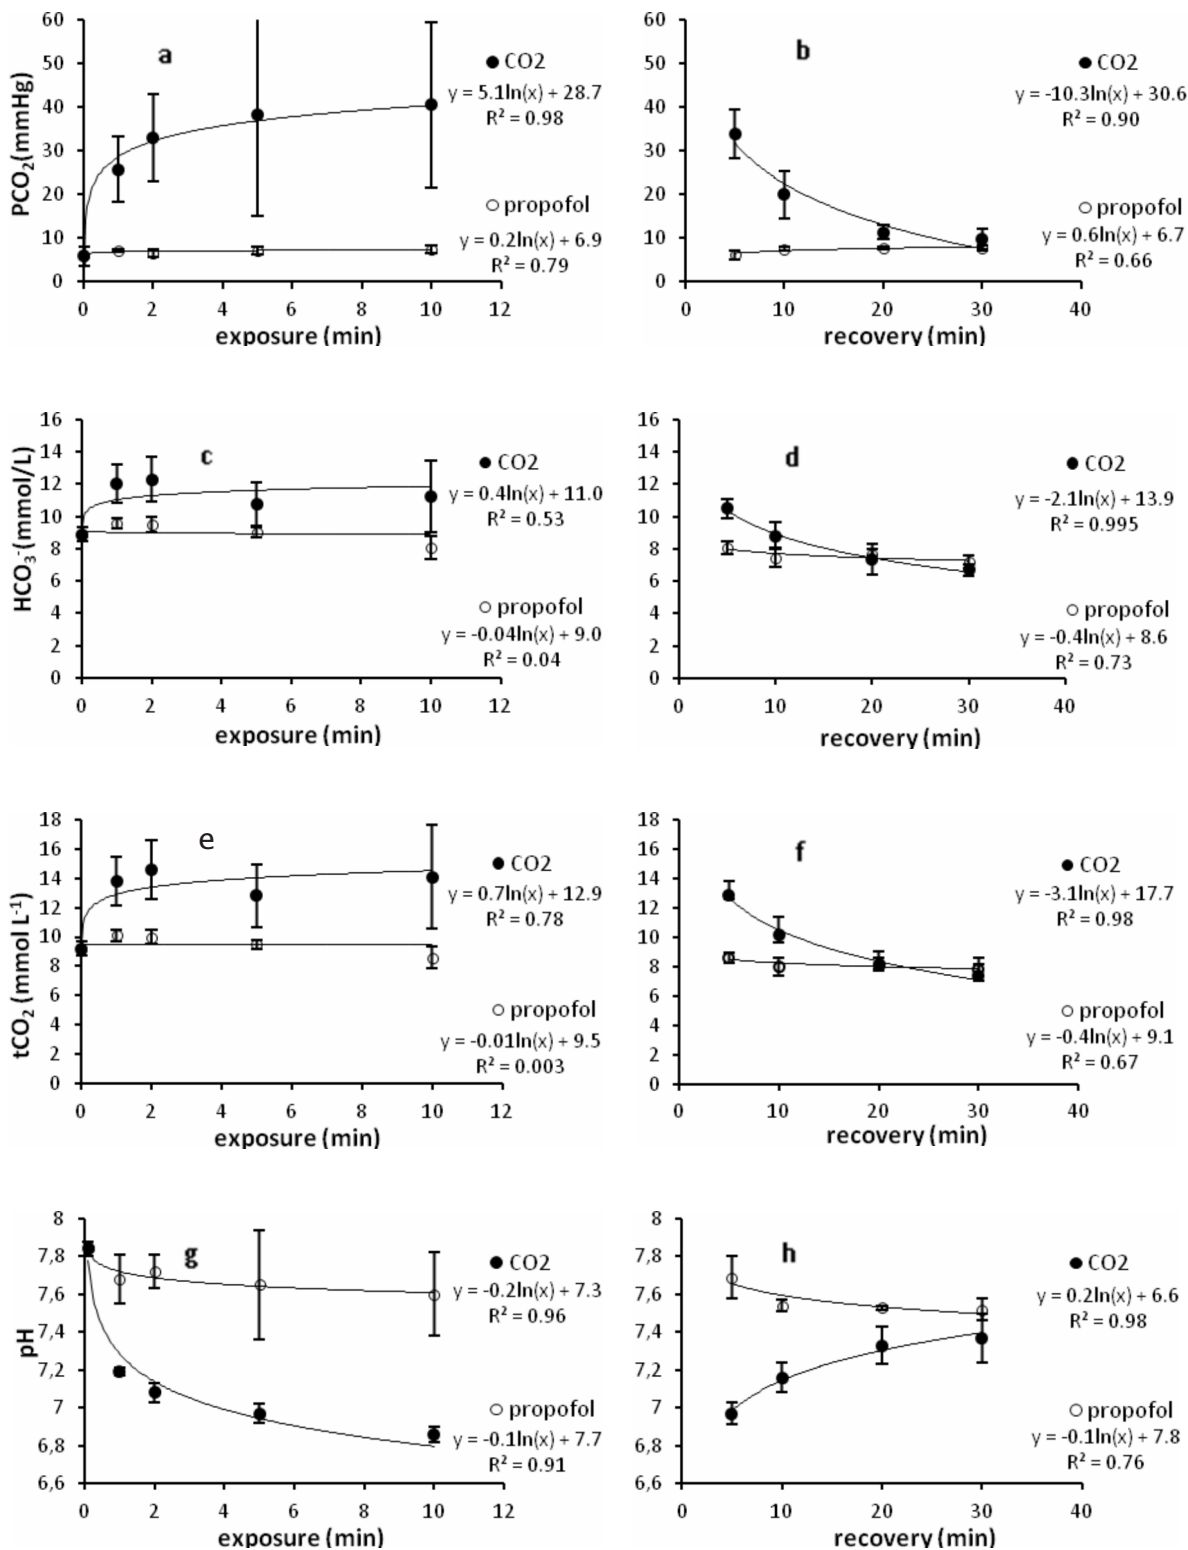 a
PCO₂(mmHg)
60
50
40
30
20
10
0
CO2
y = 5.1ln(x) + 28.7
R² = 0.98
propofol
y = 0.2ln(x) + 6.9
R² = 0.79
0 2 4 6 8 10 12
exposure (min)
b
60
50
40
30
20
10
0
CO2
y = -10.3ln(x) + 30.6
R² = 0.90
propofol
y = 0.6ln(x) + 6.7
R² = 0.66
0 10 20 30 40
recovery (min)
c
HCO₃⁻(mmol/L)
16
14
12
10
8
6
4
2
0
CO2
y = 0.4ln(x) + 11.0
R² = 0.53
propofol
y = -0.04ln(x) + 9.0
R² = 0.04
0 2 4 6 8 10 12
exposure (min)
d
16
14
12
10
8
6
4
2
0
CO2
y = -2.1ln(x) + 13.9
R² = 0.995
propofol
y = -0.4ln(x) + 8.6
R² = 0.73
0 10 20 30 40
recovery (min)
e
tCO₂ (mmol L⁻¹)
18
16
14
12
10
8
6
4
2
0
CO2
y = 0.7ln(x) + 12.9
R² = 0.78
propofol
y = -0.01ln(x) + 9.5
R² = 0.003
0 2 4 6 8 10 12
exposure (min)
f
18
16
14
12
10
8
6
4
2
0
CO2
y = -3.1ln(x) + 17.7
R² = 0.98
propofol
y = -0.4ln(x) + 9.1
R² = 0.67
0 10 20 30 40
recovery (min)
g
pH
8
7,8
7,6
7,4
7,2
7
6,8
6,6
CO2
y = -0.2ln(x) + 7.3
R² = 0.96
propofol
y = -0.1ln(x) + 7.7
R² = 0.91
0 2 4 6 8 10 12
exposure (min)
h
8
7,8
7,6
7,4
7,2
7
6,8
6,6
CO2
y = 0.2ln(x) + 6.6
R² = 0.98
propofol
y = -0.1ln(x) + 7.8
R² = 0.76
0 10 20 30 40
recovery (min)